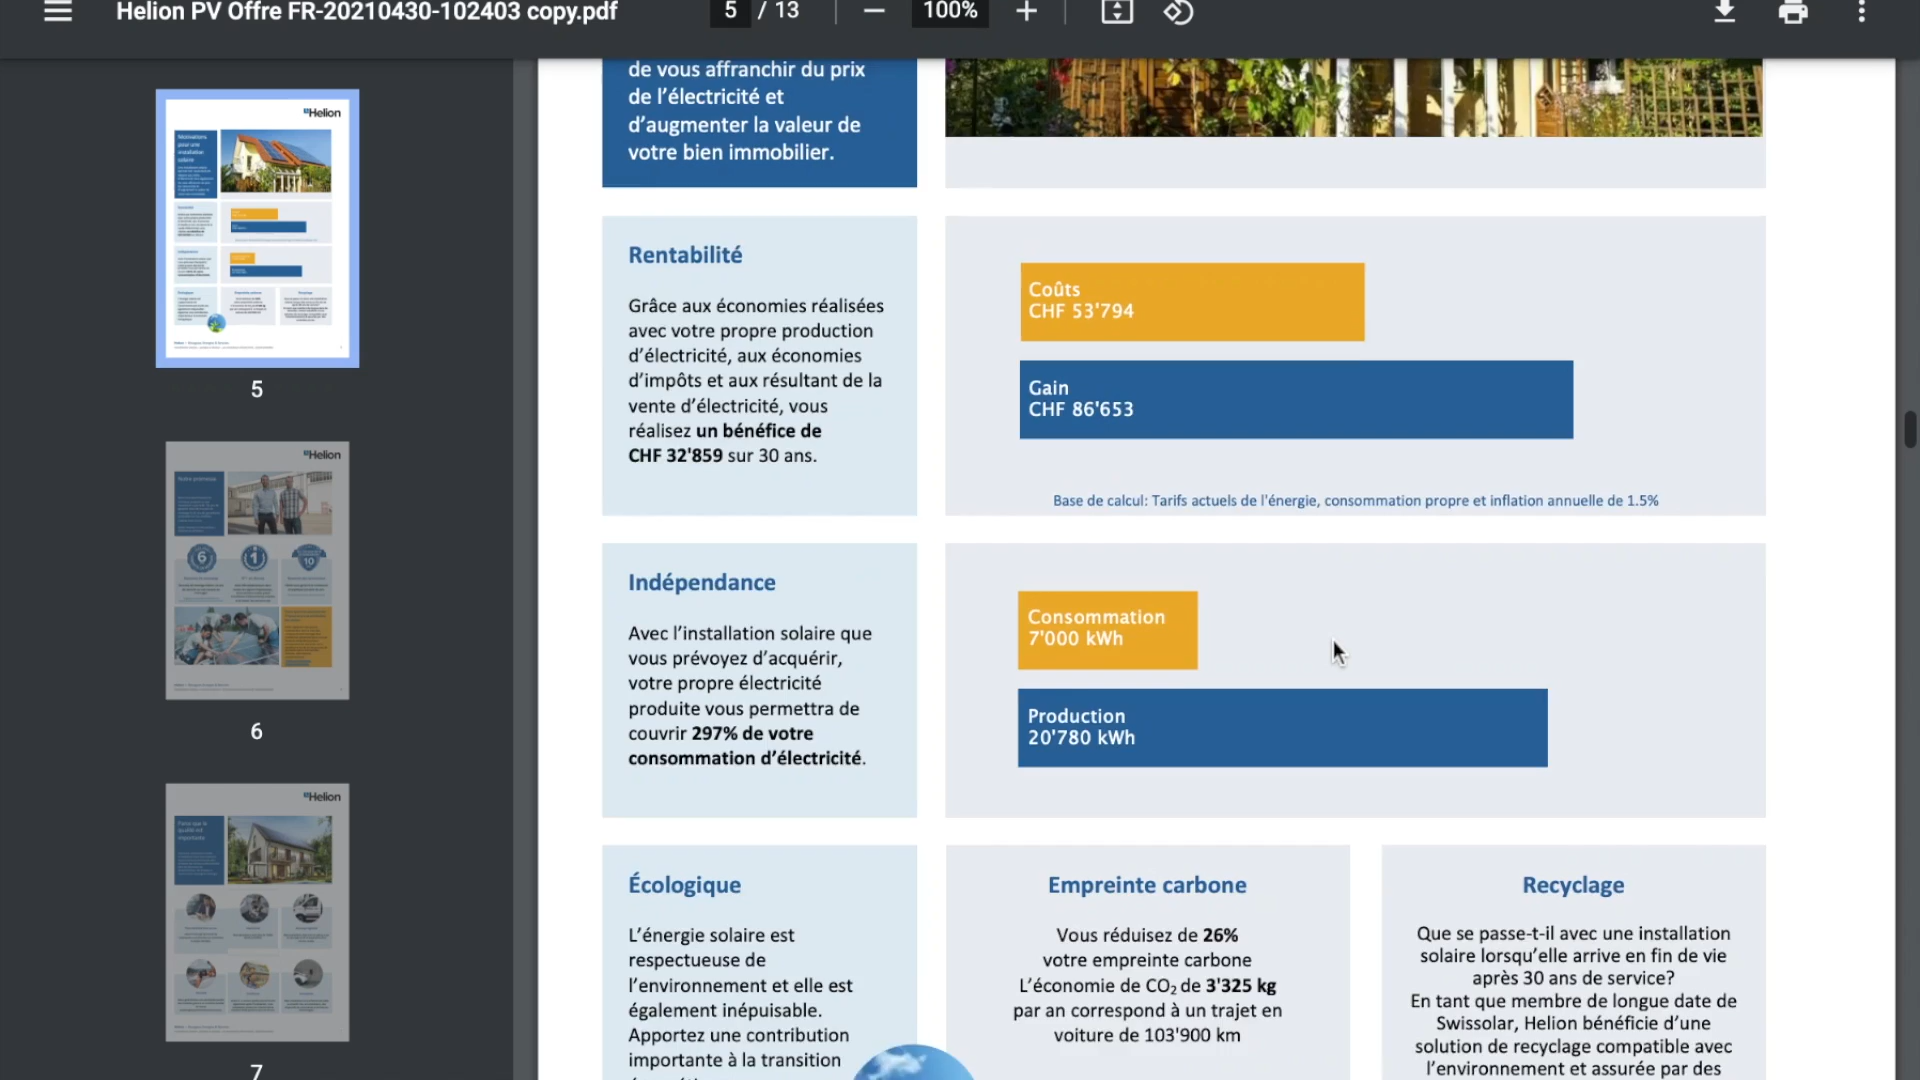 Helion PV Offre FR-20210430-102403 copy.pdf
5 / 13
100%
Helion
5
Helion
6
Helion
7
de vous affranchir du prix
de l’électricité et
d’augmenter la valeur de
votre bien immobilier.
Rentabilité
Grâce aux économies réalisées
avec votre propre production
d’électricité, aux économies
d’impôts et aux résultant de la
vente d’électricité, vous
réalisez un bénéfice de
CHF 32'859 sur 30 ans.
Coûts
CHF 53'794
Gain
CHF 86'653
Base de calcul: Tarifs actuels de l'énergie, consommation propre et inflation annuelle de 1.5%
Indépendance
Avec l’installation solaire que
vous prévoyez d’acquérir,
votre propre électricité
produite vous permettra de
couvrir 297% de votre
consommation d’électricité.
Consommation
7'000 kWh
Production
20'780 kWh
Écologique
L’énergie solaire est
respectueuse de
l’environnement et elle est
également inépuisable.
Apportez une contribution
importante à la transition
Empreinte carbone
Vous réduisez de 26%
votre empreinte carbone
L’économie de CO₂ de 3'325 kg
par an correspond à un trajet en
voiture de 103'900 km
Recyclage
Que se passe-t-il avec une installation
solaire lorsqu’elle arrive en fin de vie
après 30 ans de service?
En tant que membre de longue date de
Swissolar, Helion bénéficie d’une
solution de recyclage compatible avec
l’environnement et assurée par des